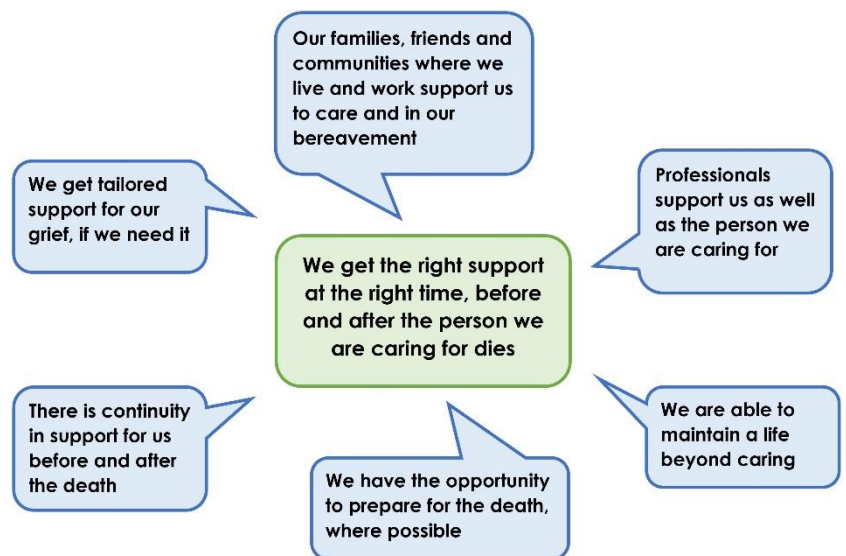 Our families, friends and
communities where we
live and work support us
to care and in our
bereavement
We get tailored
support for our
grief, if we need it
Professionals
support us as well
as the person we
are caring for
We get the right support
at the right time, before
and after the person we
are caring for dies
There is continuity
in support for us
before and after
the death
We have the opportunity
to prepare for the death,
where possible
We are able to
maintain a life
beyond caring